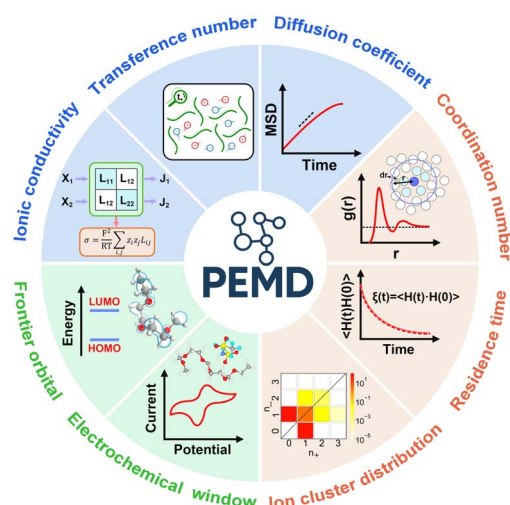 Transference number
Diffusion coefficient
Ionic conductivity
Coordination number
t₊
MSD
Time
X₁
L₁₁
L₁₂
J₁
X₂
L₁₂
L₂₂
J₂
σ = F²/RT ∑ᵢ,ⱼ zᵢzⱼLᵢⱼ
dr
r
g(r)
r
PEMD
Energy
LUMO
HOMO
<H(t)H(0)>
ξ(t)=<H(t)·H(0)>
Time
Frontier orbital
Residence time
Current
Potential
n₋
3
2
1
0
0 1 2 3
n₊
10¹
10⁻¹
10⁻³
10⁻⁵
Electrochemical window
Ion cluster distribution